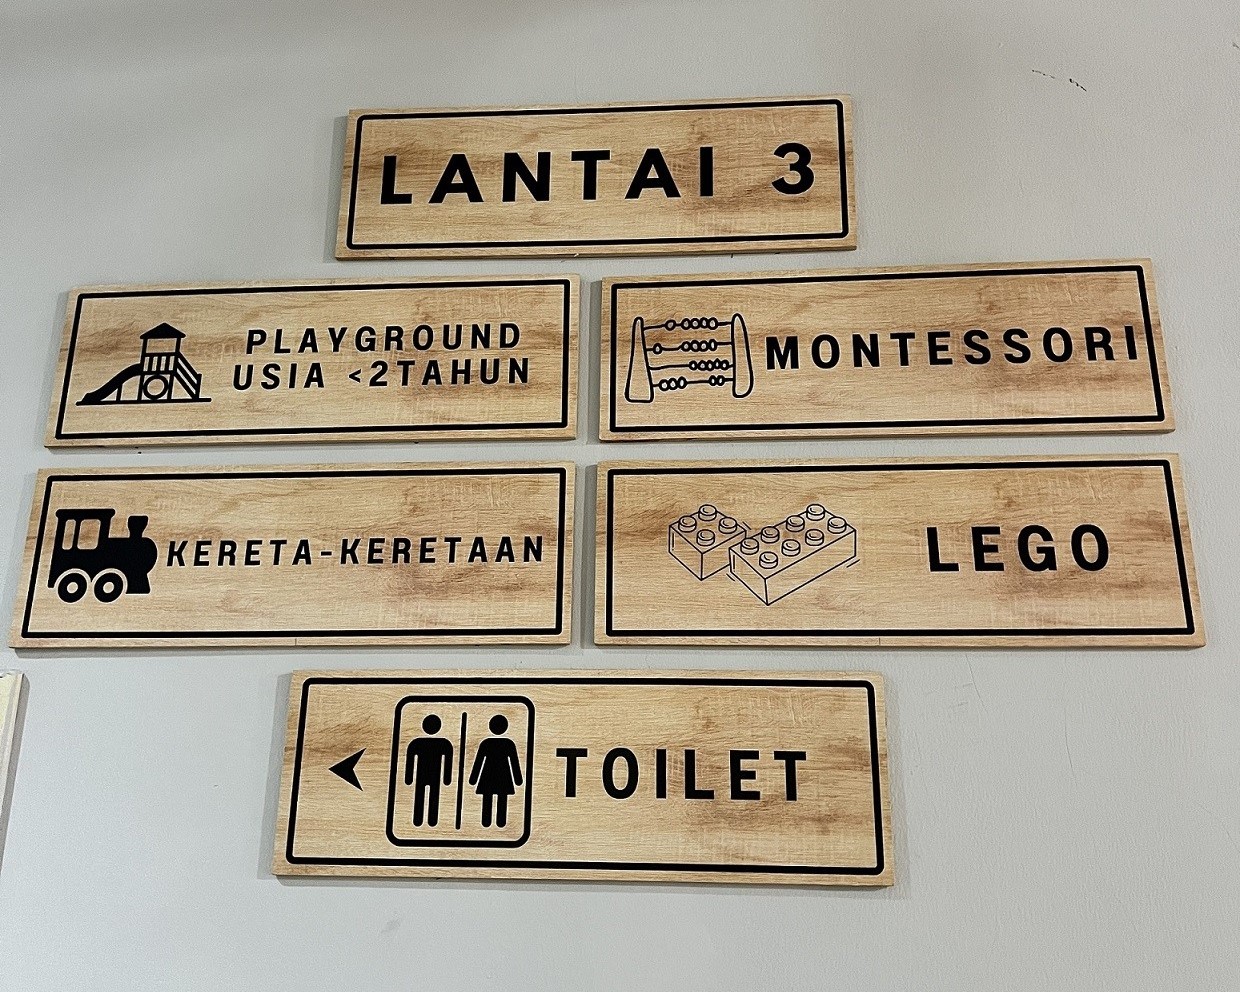 LANTAI 3
PLAYGROUND
USIA <2TAHUN
MONTESSORI
KERETA-KERETAAN
LEGO
TOILET